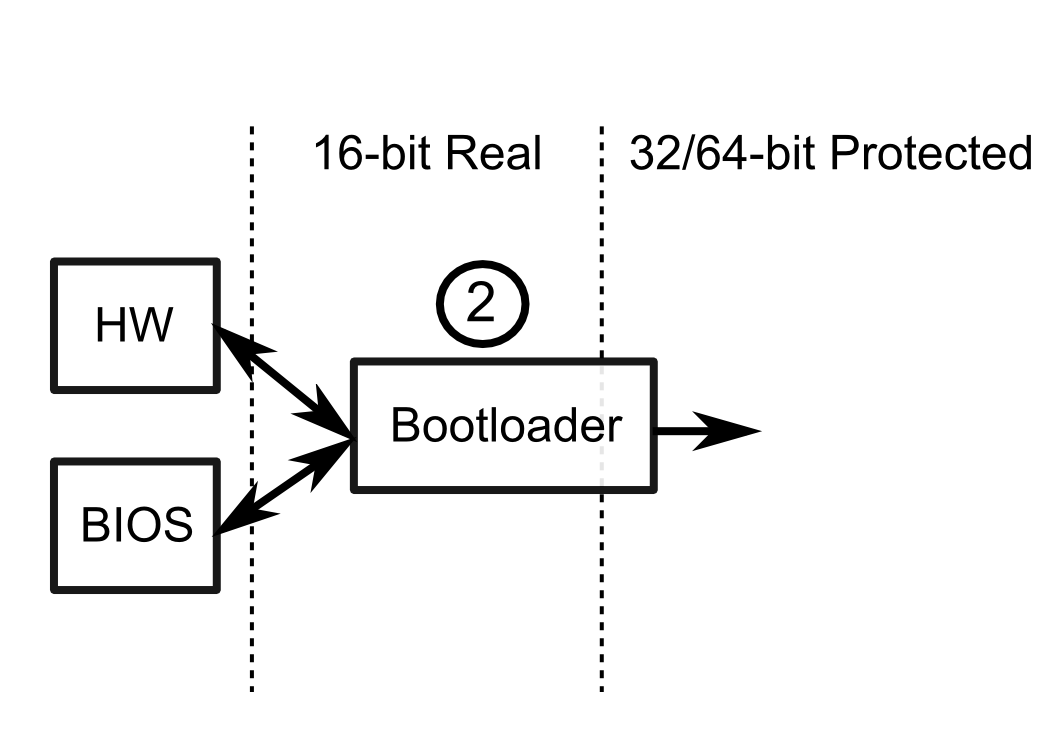 16-bit Real
32/64-bit Protected
HW
2
Bootloader
BIOS